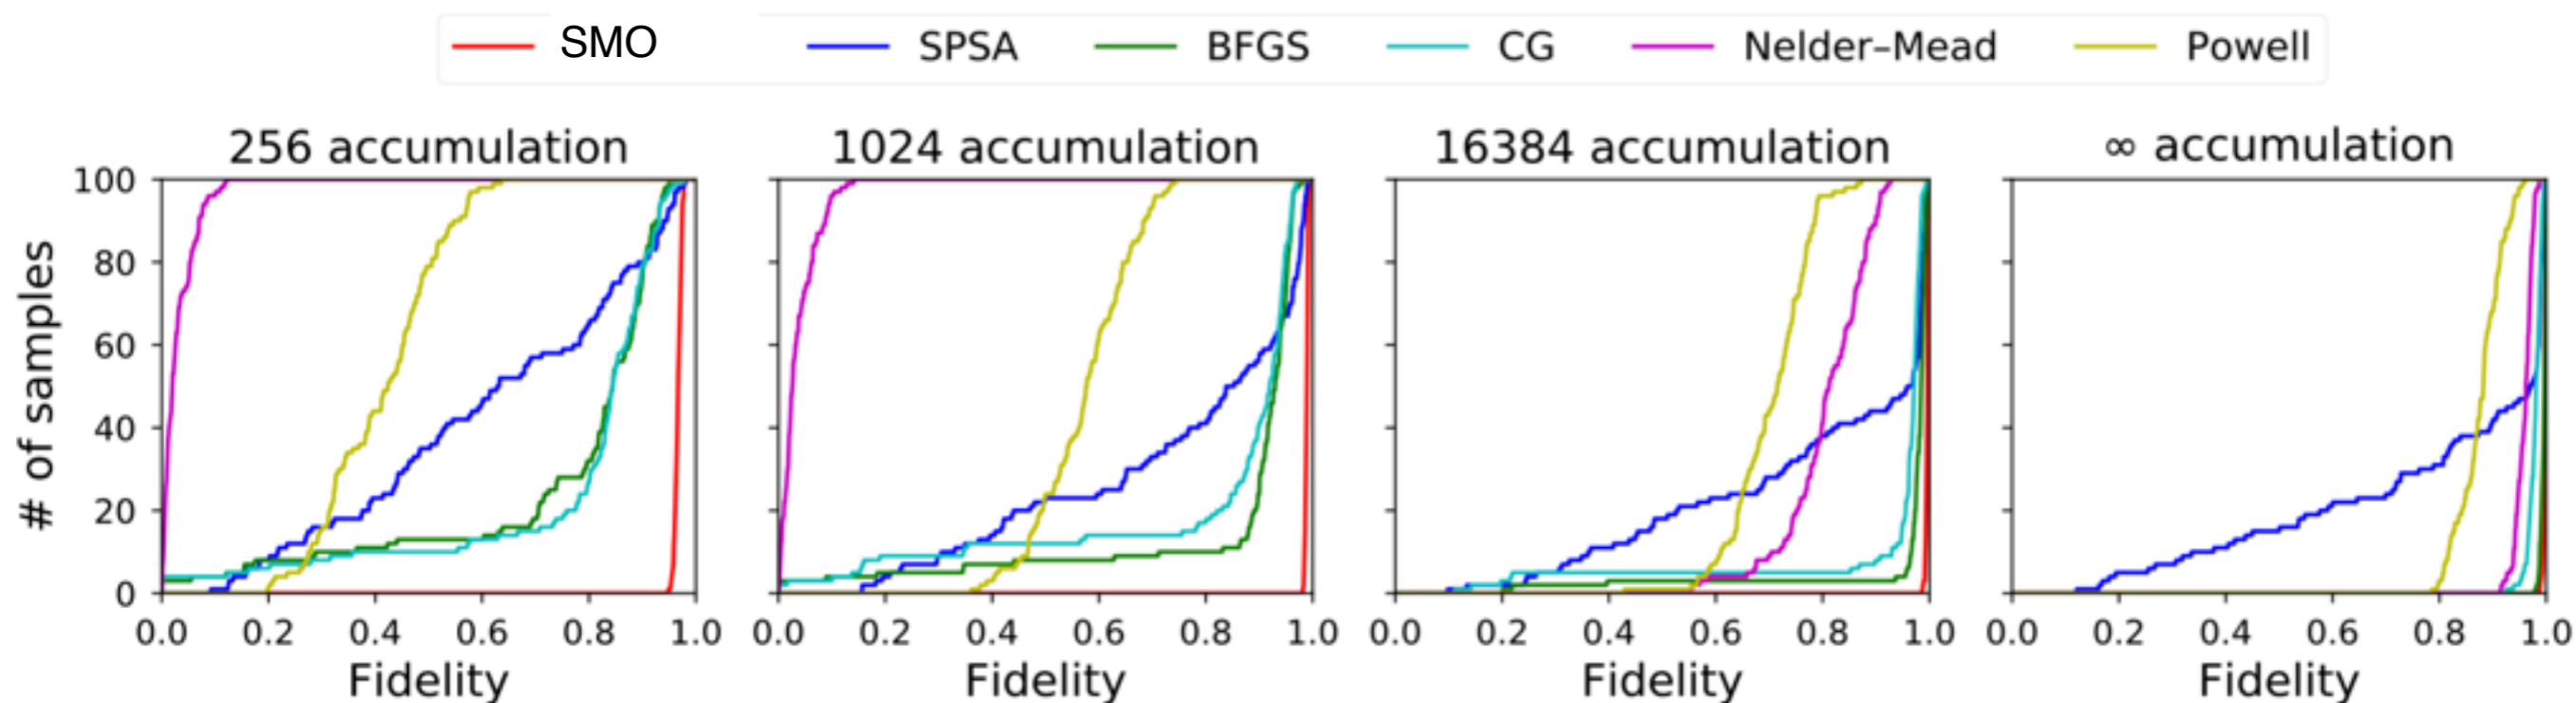 SMO SPSA BFGS CG Nelder–Mead Powell
256 accumulation 1024 accumulation 16384 accumulation ∞ accumulation
# of samples
100
80
60
40
20
0
0.0 0.2 0.4 0.6 0.8 1.0 0.0 0.2 0.4 0.6 0.8 1.0 0.0 0.2 0.4 0.6 0.8 1.0 0.0 0.2 0.4 0.6 0.8 1.0
Fidelity Fidelity Fidelity Fidelity